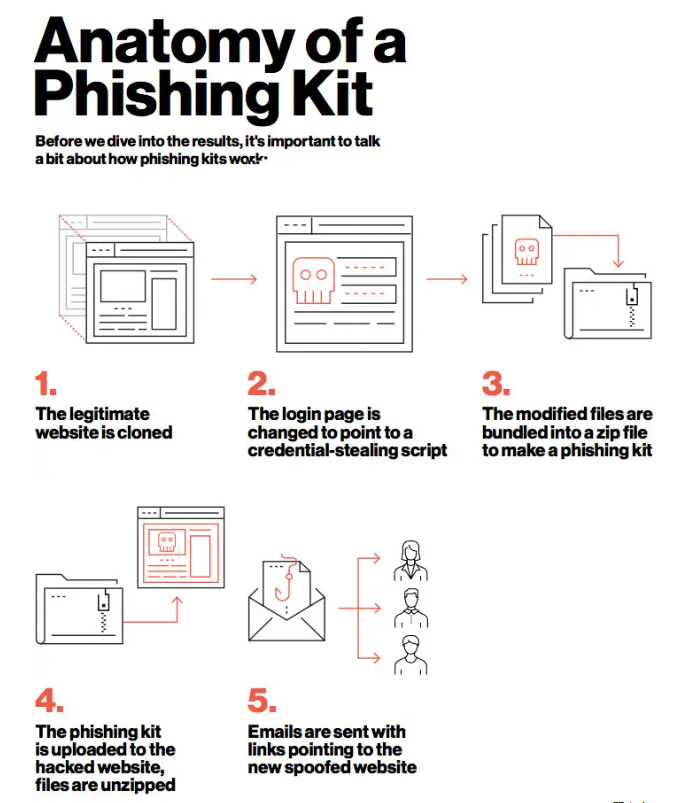 Anatomy of a
Phishing Kit
Before we dive into the results, it's important to talk
a bit about how phishing kits work.
1.
The legitimate
website is cloned
2.
The login page is
changed to point to a
credential-stealing script
3.
The modified files are
bundled into a zip file
to make a phishing kit
4.
The phishing kit
is uploaded to the
hacked website,
files are unzipped
5.
Emails are sent with
links pointing to the
new spoofed website